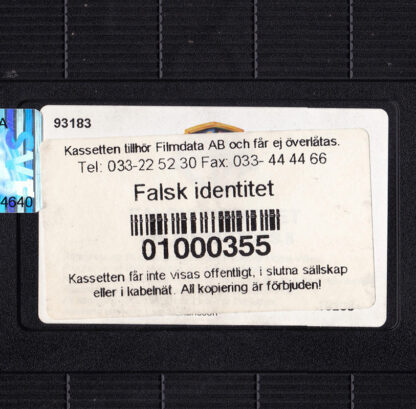 A
93183
Kassetten tillhör Filmdata AB och får ej överlåtas.
Tel: 033-22 52 30 Fax: 033- 44 44 66
4640
Falsk identitet
01000355
Kassetten får inte visas offentligt, i slutna sällskap
eller i kabelnät. All kopiering är förbjuden!